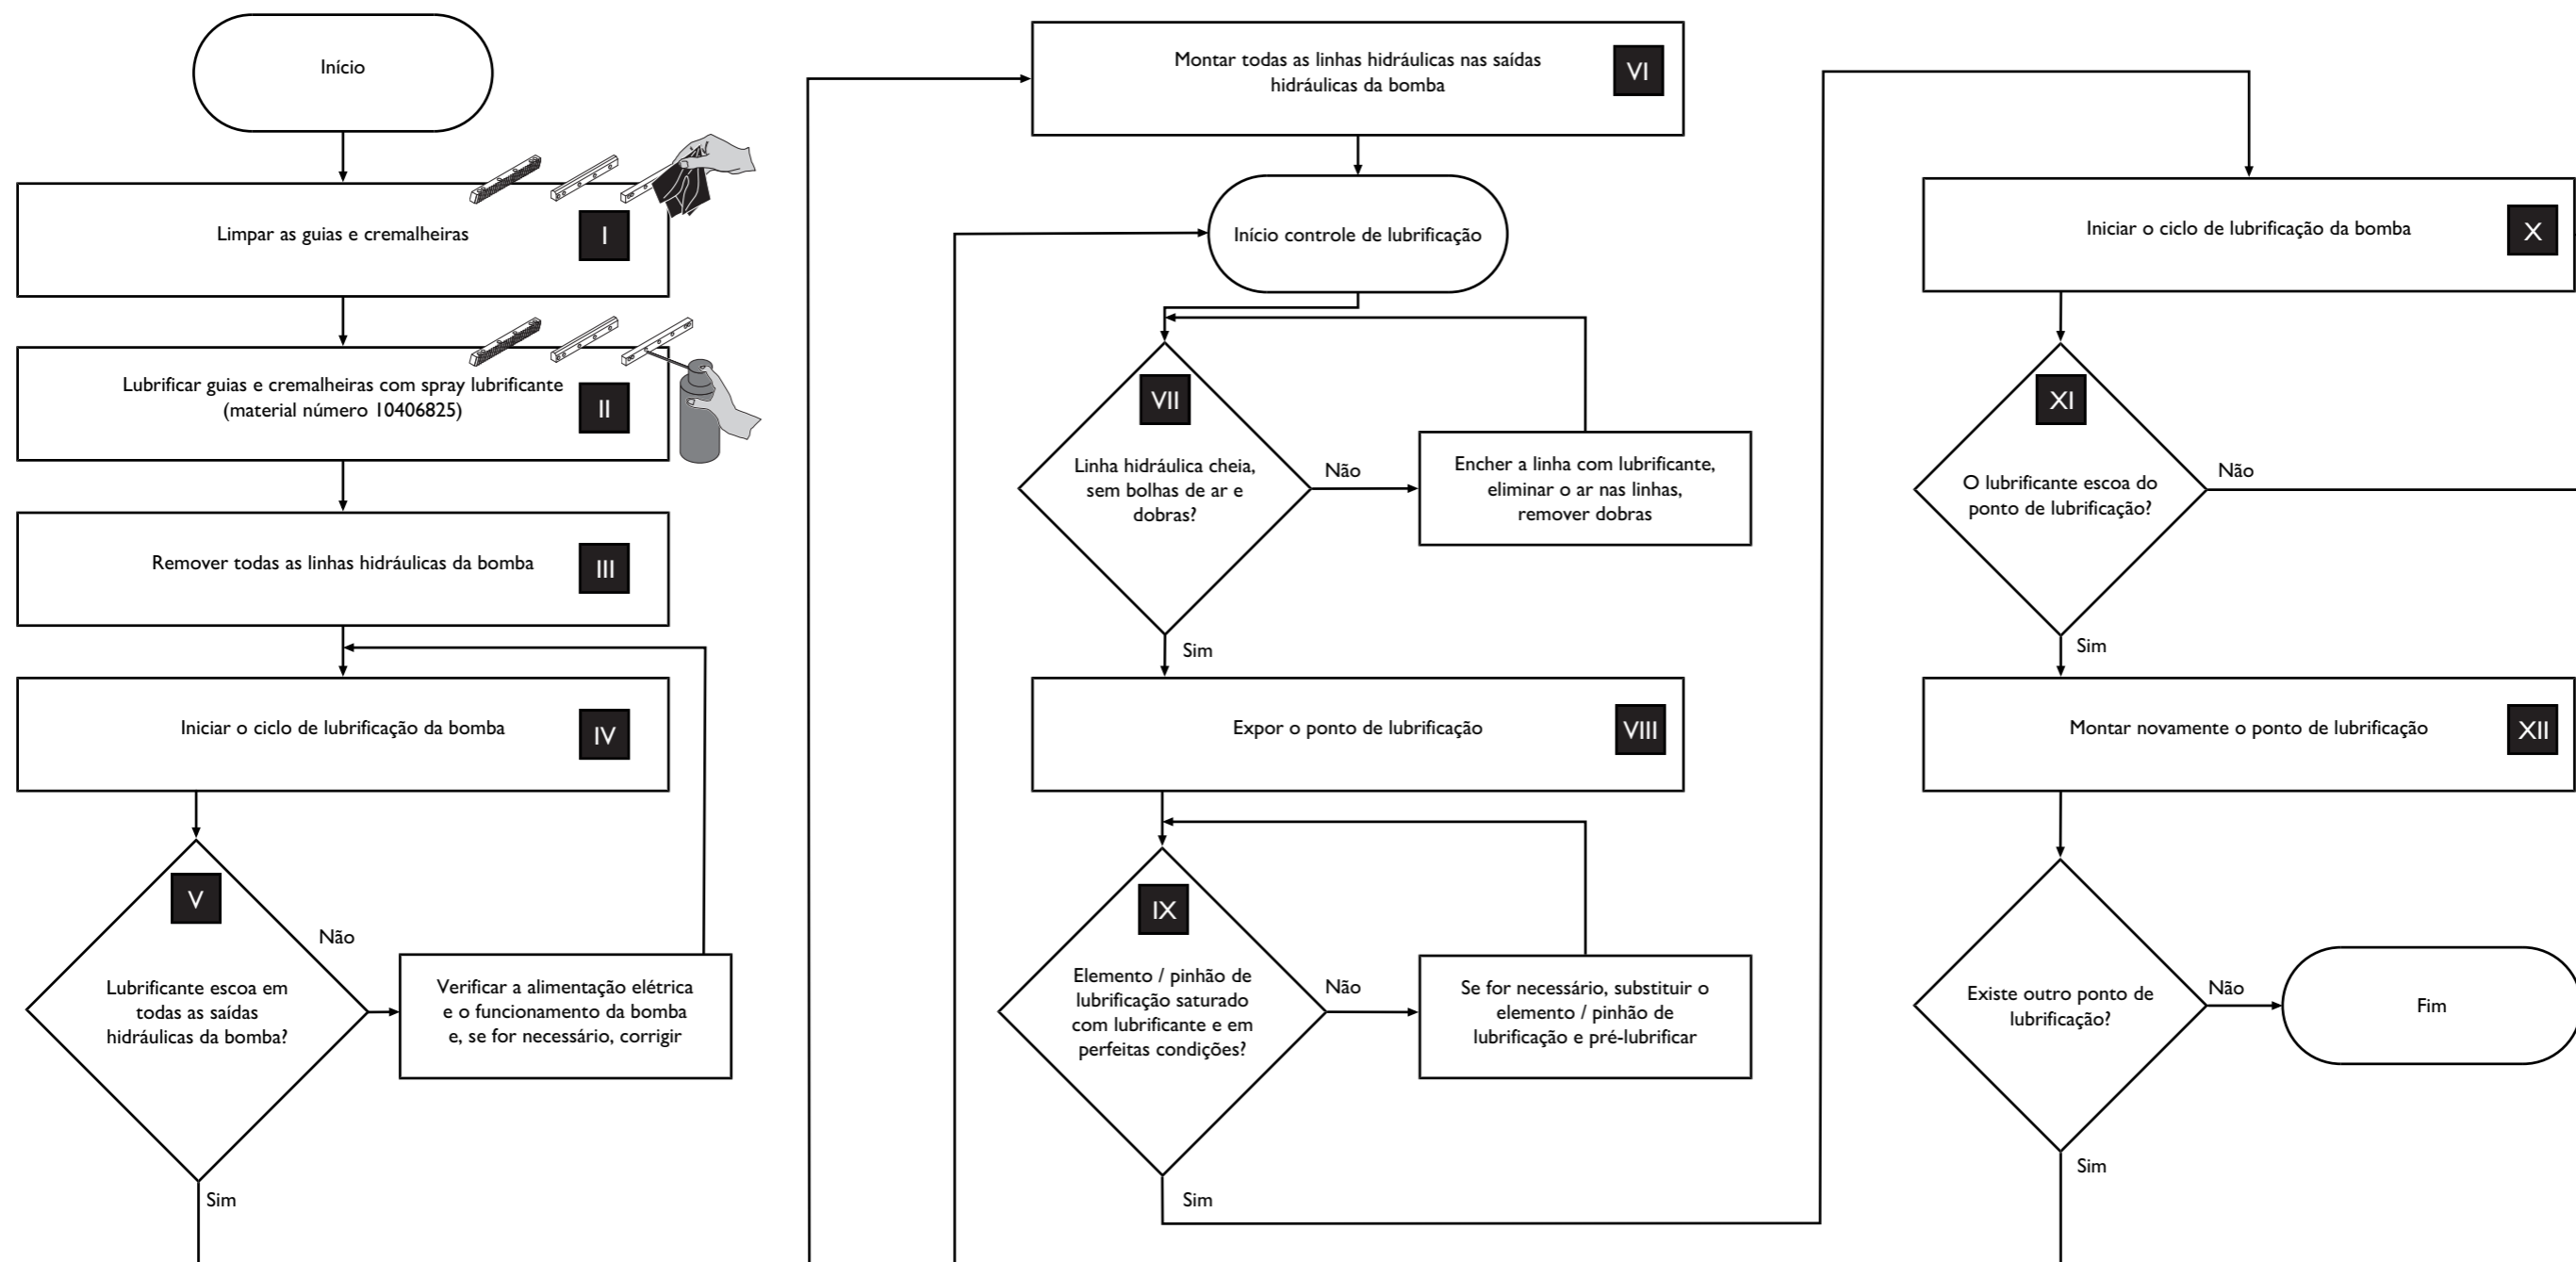 Início
Limpar as guias e cremalheiras
I
Lubrificar guias e cremalheiras com spray lubrificante
(material número 10406825)
II
Remover todas as linhas hidráulicas da bomba
III
Iniciar o ciclo de lubrificação da bomba
IV
V
Lubrificante escoa em
todas as saídas
hidráulicas da bomba?
Não
Verificar a alimentação elétrica
e o funcionamento da bomba
e, se for necessário, corrigir
Sim
Montar todas as linhas hidráulicas nas saídas
hidráulicas da bomba
VI
Início controle de lubrificação
VII
Linha hidráulica cheia,
sem bolhas de ar e
dobras?
Não
Encher a linha com lubrificante,
eliminar o ar nas linhas,
remover dobras
Sim
Expor o ponto de lubrificação
VIII
IX
Elemento / pinhão de
lubrificação saturado
com lubrificante e em
perfeitas condições?
Não
Se for necessário, substituir o
elemento / pinhão de
lubrificação e pré-lubrificar
Sim
Iniciar o ciclo de lubrificação da bomba
X
XI
O lubrificante escoa do
ponto de lubrificação?
Não
Sim
Montar novamente o ponto de lubrificação
XII
Existe outro ponto de
lubrificação?
Não
Fim
Sim